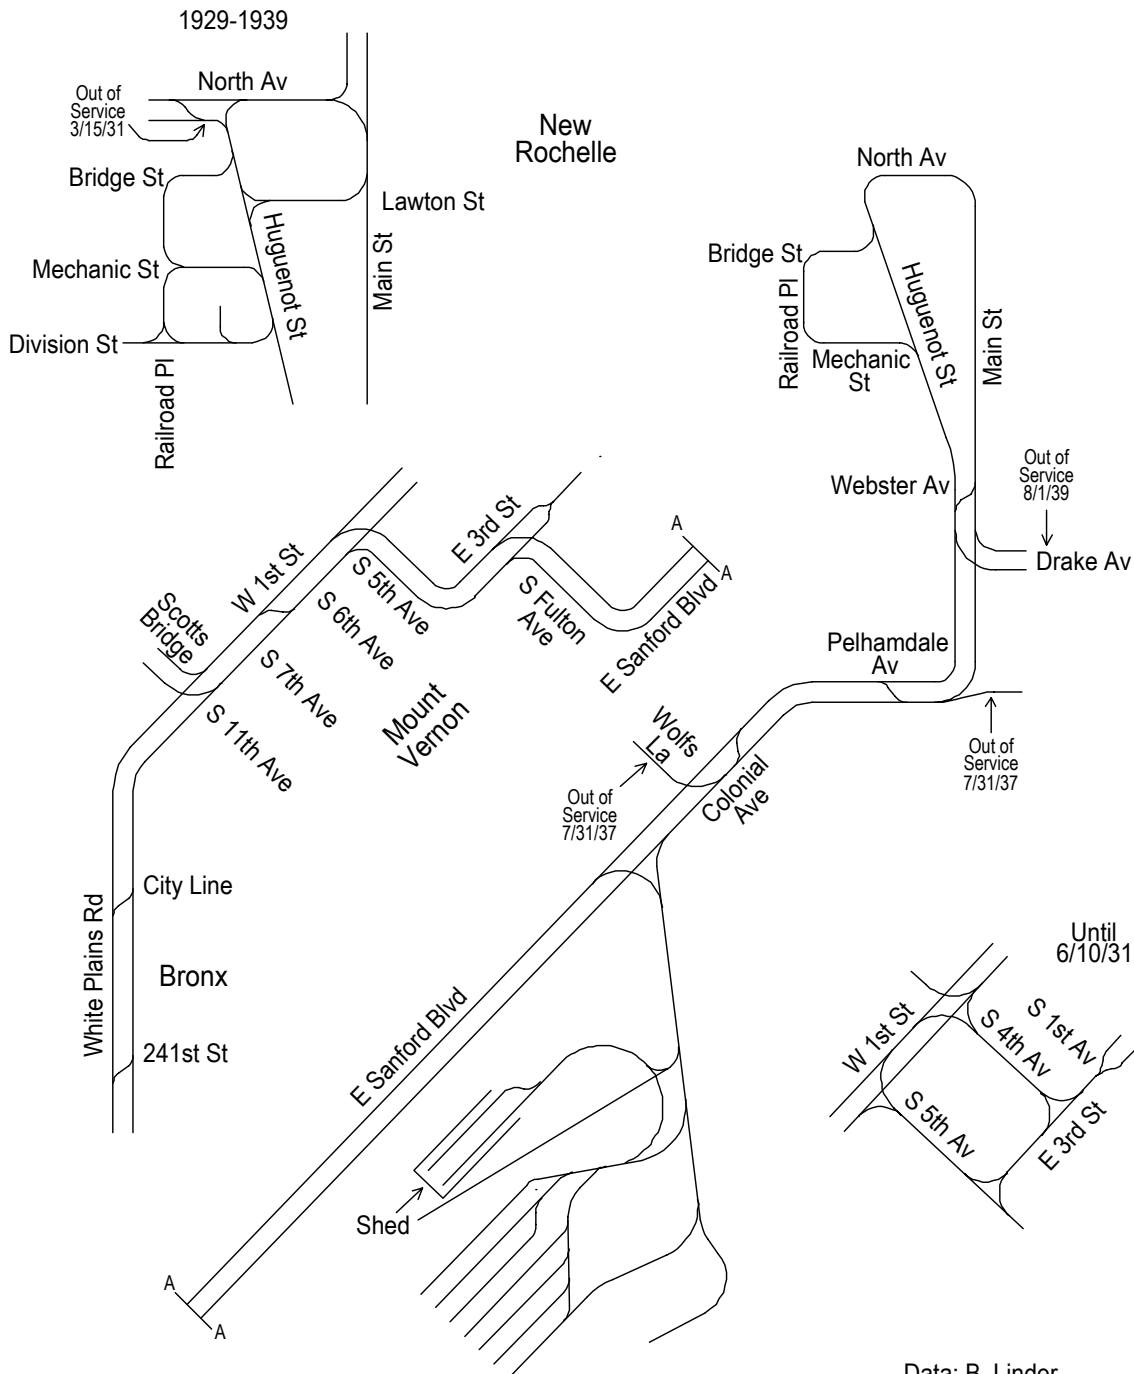 1929-1939
North Av
Out of
Service
3/15/31
Bridge St
Lawton St
Huguenot St
Main St
Mechanic St
Division St
Railroad Pl
New
Rochelle
North Av
Bridge St
Railroad Pl
Huguenot St
Main St
Mechanic
St
Webster Av
Out of
Service
8/1/39
Drake Av
Pelhamdale
Av
Out of
Service
7/31/37
W 1st St
Scotts
Bridge
S 5th Ave
S 6th Ave
S 7th Ave
S 11th Ave
E 3rd St
S Fulton
Ave
E Sanford Blvd
A
A
Mount
Vernon
Wolfs
La
Colonial
Ave
Out of
Service
7/31/37
White Plains Rd
City Line
Bronx
241st St
E Sanford Blvd
Shed
A
A
Until
6/10/31
W 1st St
S 4th Av
S 1st Av
S 5th Av
E 3rd St
Data: B. Linder